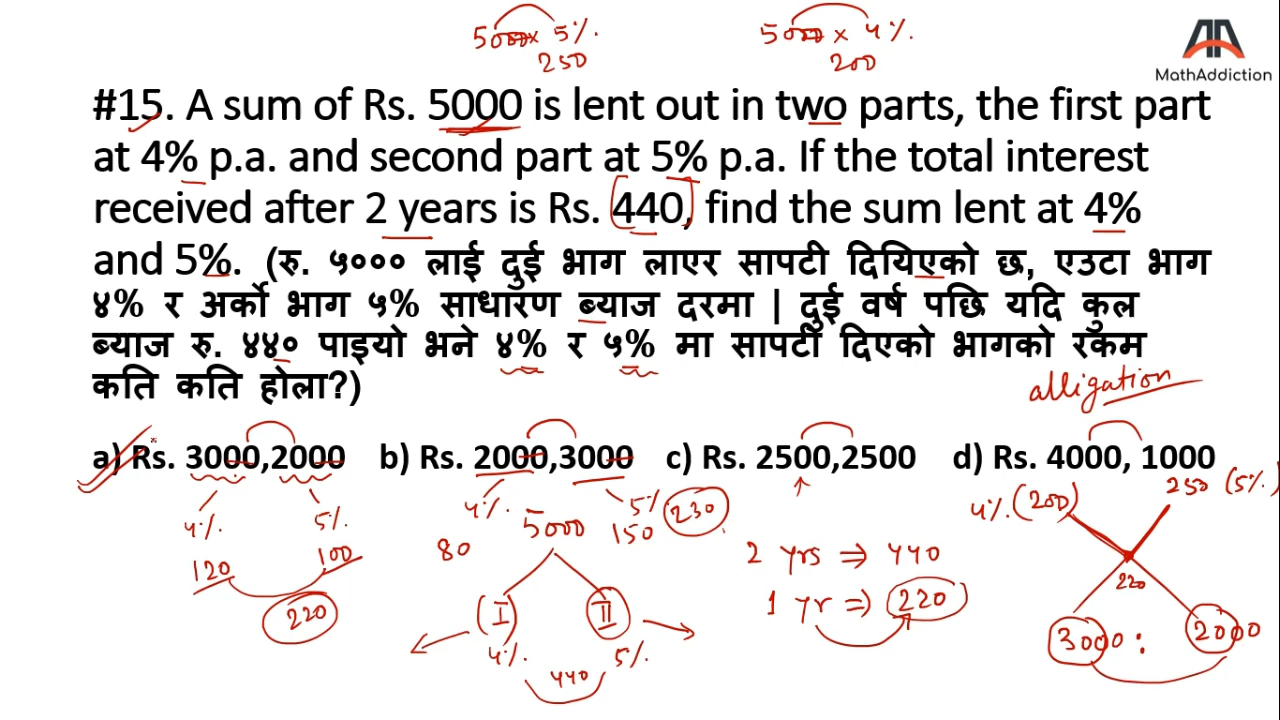 5000 x 5%.
250
5000 x 4%.
200
MathAddiction
#15. A sum of Rs. 5000 is lent out in two parts, the first part
at 4% p.a. and second part at 5% p.a. If the total interest
received after 2 years is Rs. 440, find the sum lent at 4%
and 5%. (रु. ५००० लाई दुई भाग लाएर सापटी दियिएको छ, एउटा भाग
४% र अर्को भाग ५% साधारण ब्याज दरमा | दुई वर्ष पछि यदि कुल
ब्याज रु. ४४० पाइयो भने ४% र ५% मा सापटी दिएको भागको रकम
कति कति होला?)
alligation
a) Rs. 3000,2000 b) Rs. 2000,3000 c) Rs. 2500,2500 d) Rs. 4000, 1000
4%. 5%.
120 100
220
4%. 5%.
80 150 230
5000
(I) II
4%. 5%.
440
2 yrs ⇒ 440
1 yr ⇒ 220
4%. (200) 250 (5%.)
220
3000 : 2000